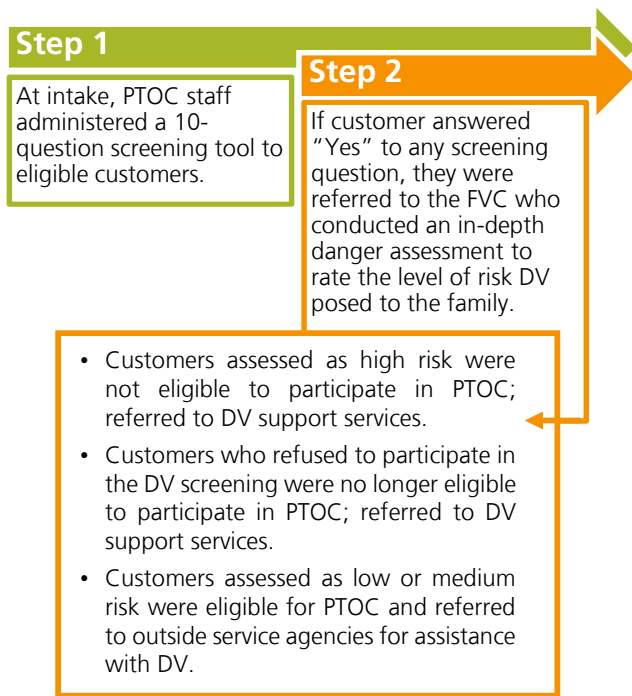 Step 1
At intake, PTOC staff
administered a 10-
question screening tool to
eligible customers.
Step 2
If customer answered
"Yes" to any screening
question, they were
referred to the FVC who
conducted an in-depth
danger assessment to
rate the level of risk DV
posed to the family.
• Customers assessed as high risk were
not eligible to participate in PTOC;
referred to DV support services.
• Customers who refused to participate in
the DV screening were no longer eligible
to participate in PTOC; referred to DV
support services.
• Customers assessed as low or medium
risk were eligible for PTOC and referred
to outside service agencies for assistance
with DV.